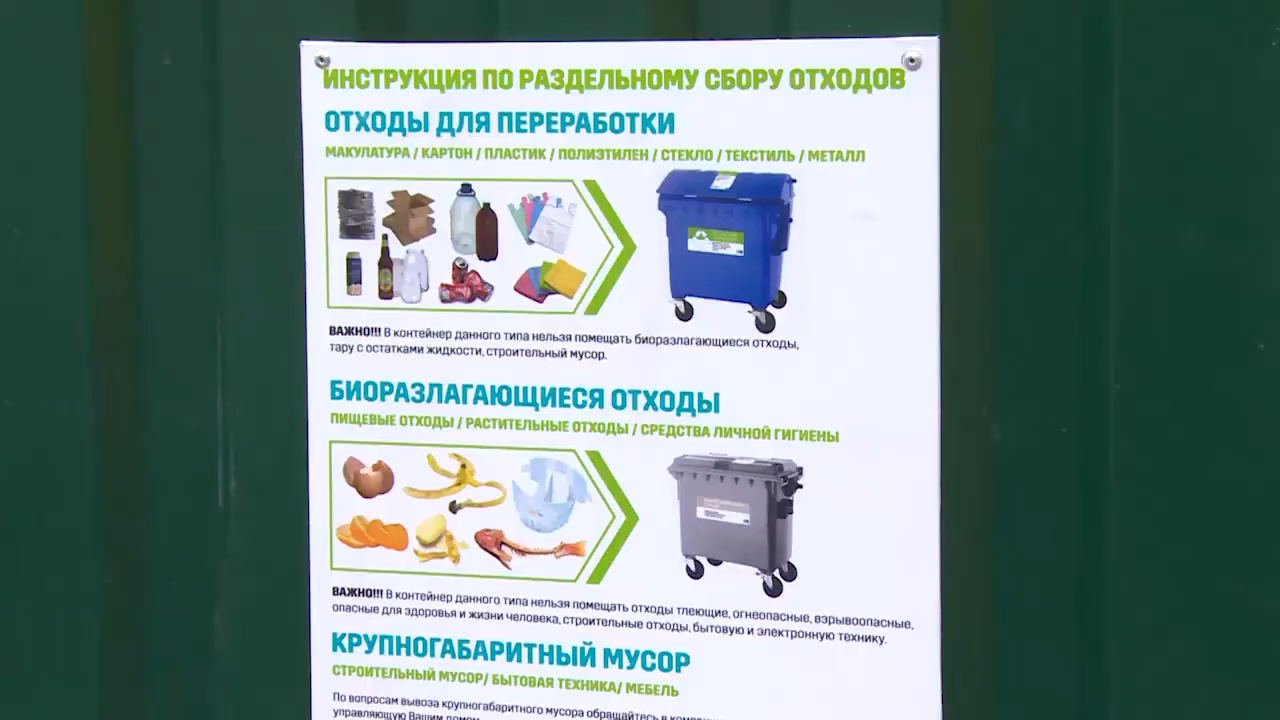 ИНСТРУКЦИЯ ПО РАЗДЕЛЬНОМУ СБОРУ ОТХОДОВ
ОТХОДЫ ДЛЯ ПЕРЕРАБОТКИ
МАКУЛАТУРА / КАРТОН / ПЛАСТИК / ПОЛИЭТИЛЕН / СТЕКЛО / ТЕКСТИЛЬ / МЕТАЛЛ
ВАЖНО!!! В контейнер данного типа нельзя помещать биоразлагающиеся отходы,
тару с остатками жидкости, строительный мусор.
БИОРАЗЛАГАЮЩИЕСЯ ОТХОДЫ
ПИЩЕВЫЕ ОТХОДЫ / РАСТИТЕЛЬНЫЕ ОТХОДЫ / СРЕДСТВА ЛИЧНОЙ ГИГИЕНЫ
ВАЖНО!!! В контейнер данного типа нельзя помещать отходы тлеющие, огнеопасные, взрывоопасные,
опасные для здоровья и жизни человека, строительные отходы, бытовую и электронную технику.
КРУПНОГАБАРИТНЫЙ МУСОР
СТРОИТЕЛЬНЫЙ МУСОР/ БЫТОВАЯ ТЕХНИКА/ МЕБЕЛЬ
По вопросам вывоза крупногабаритного мусора обращайтесь в
управляющую Вашим